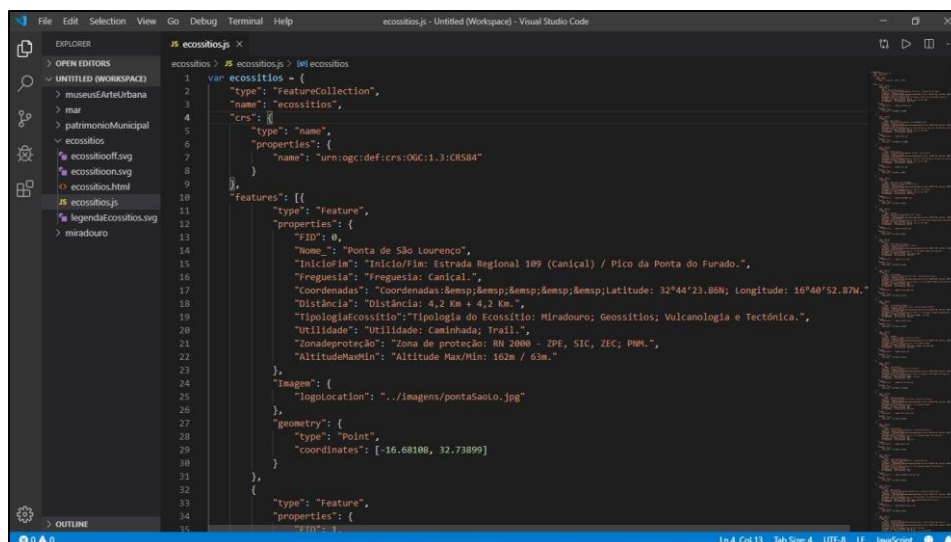 File Edit Selection View Go Debug Terminal Help ecossitios.js - Untitled (Workspace) - Visual Studio Code
EXPLORER
OPEN EDITORS
UNTITLED (WORKSPACE)
museusEArteUrbana
mar
patrimonioMunicipal
ecossitios
ecossitiooff.svg
ecossitioon.svg
ecossitios.html
JS ecossitios.js
legendaEcossitios.svg
miradouro
OUTLINE
JS ecossitios.js ×
ecossitios > JS ecossitios.js > ecossitios
1 var ecossitios = {
2 "type": "FeatureCollection",
3 "name": "ecossitios",
4 "crs": {
5 "type": "name",
6 "properties": {
7 "name": "urn:ogc:def:crs:OGC:1.3:CRS84"
8 }
9 },
10 "features": [{
11 "type": "Feature",
12 "properties": {
13 "FID": 0,
14 "Nome_": "Ponta de São Lourenço",
15 "InicioFim": "Inicio/Fim: Estrada Regional 109 (Caniçal) / Pico da Ponta do Furado.",
16 "Freguesia": "Freguesia: Caniçal.",
17 "Coordenadas": "Coordenadas:&emsp;&emsp;&emsp;&emsp;&emsp;Latitude: 32º44'23.86N; Longitude: 16º40'52.87W."
18 "Distância": "Distância: 4,2 Km + 4,2 Km.",
19 "TipologiaEcossítio":"Tipologia do Ecossítio: Miradouro; Geossítios; Vulcanologia e Tectónica.",
20 "Utilidade": "Utilidade: Caminhada; Trail.",
21 "Zonadeproteção": "Zona de proteção: RN 2000 - ZPE, SIC, ZEC; PNM.",
22 "AltitudeMaxMin": "Altitude Max/Min: 162m / 63m."
23 },
24 "Imagem": {
25 "logoLocation": "../imagens/pontaSaoLo.jpg"
26 },
27 "geometry": {
28 "type": "Point",
29 "coordinates": [-16.68108, 32.73899]
30 }
31 },
32 {
33 "type": "Feature",
34 "properties": {
35 "FID": 1,
0 0 Ln 4, Col 13 Tab Size: 4 UTF-8 LF JavaScript